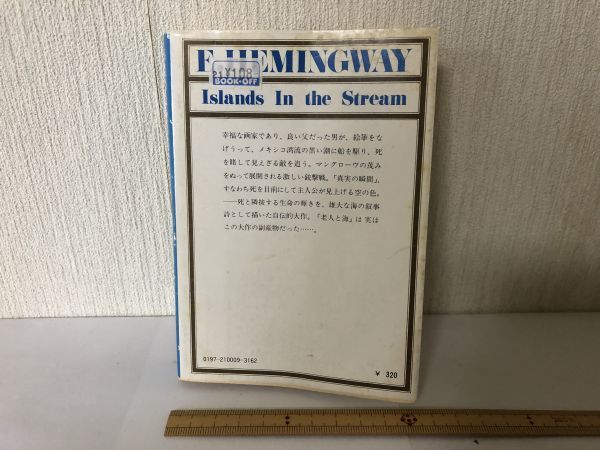 E. HEMINGWAY
21 ¥108
BOOK·OFF
Islands In the Stream
幸福な画家であり、良い父だった男が、絵筆をな
げうって、メキシコ湾流の黒い潮に船を駆り、死
を賭して見えざる敵を追う。マングローヴの茂み
をぬって展開される激しい銃撃戦。「真実の瞬間」、
すなわち死を目前にして主人公が見上げる空の色。
――死と隣接する生命の輝きを、雄大な海の叙事
詩として描いた自伝的大作。「老人と海」は実は
この大作の副産物だった……。
0197-210009-3162
¥ 320